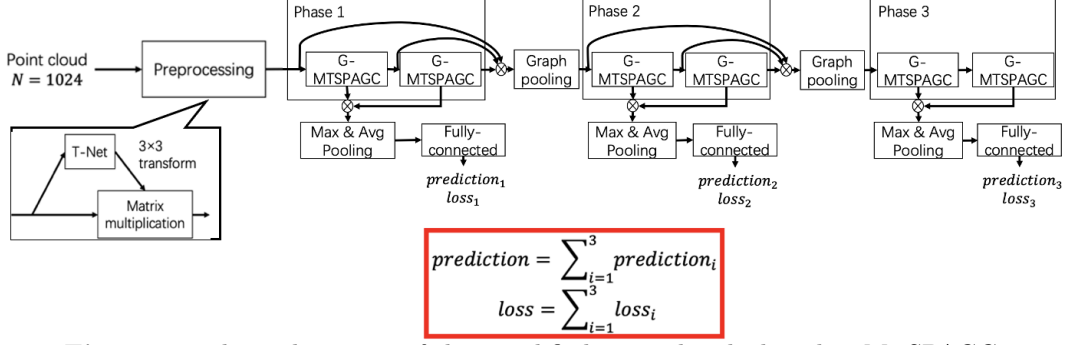 Phase 1
Phase 2
Phase 3
Point cloud
N = 1024
Preprocessing
G-
MTSPAGC
G-
MTSPAGC
Graph
pooling
G-
MTSPAGC
G-
MTSPAGC
Graph
pooling
G-
MTSPAGC
G-
MTSPAGC
T-Net
3×3
transform
Matrix
multiplication
Max & Avg
Pooling
Fully-
connected
prediction₁
loss₁
Max & Avg
Pooling
Fully-
connected
prediction₂
loss₂
Max & Avg
Pooling
Fully-
connected
prediction₃
loss₃
prediction = ∑³ᵢ₌₁ predictionᵢ
loss = ∑³ᵢ₌₁ lossᵢ